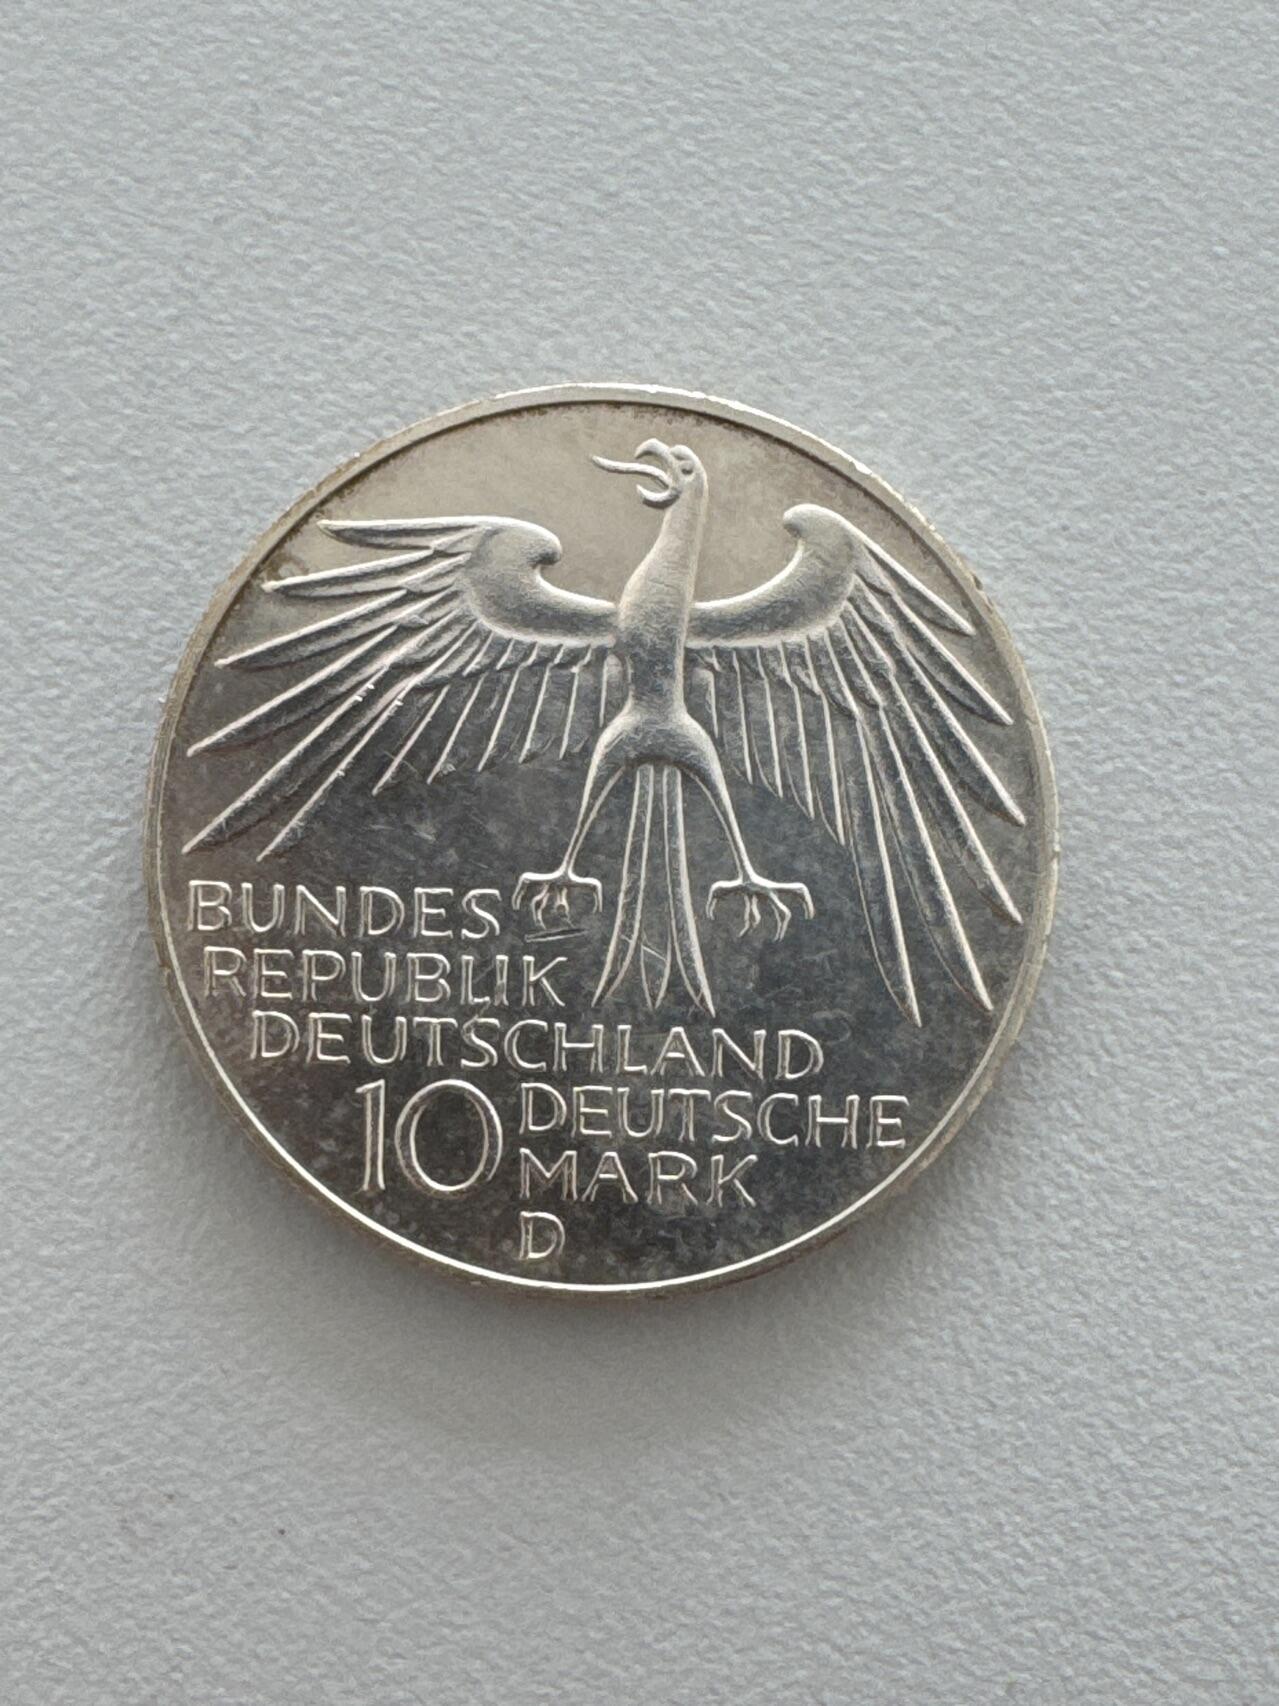 BUNDES
REPUBLIK
DEUTSCHLAND
10 DEUTSCHE
MARK
D